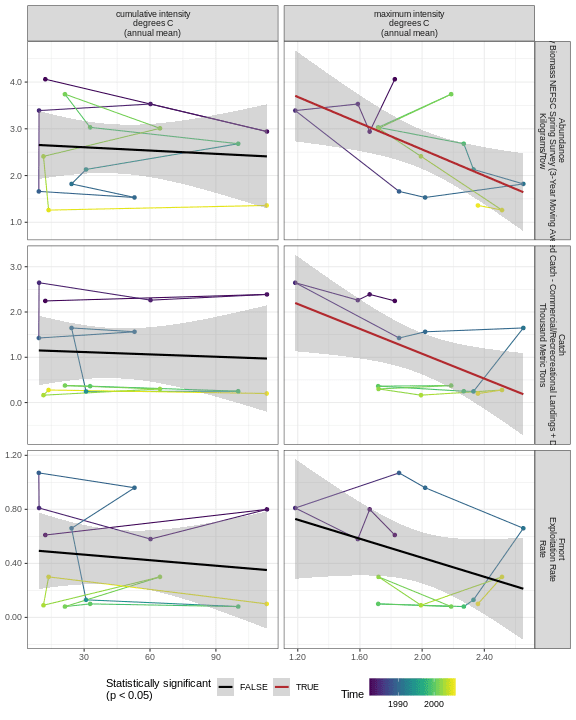 cumulative intensity
degrees C
(annual mean)
maximum intensity
degrees C
(annual mean)
4.0
3.0
2.0
1.0
Abundance
Biomass NEFSC Spring Survey (3-Year Moving
Kilograms/Tow
3.0
2.0
1.0
0.0
Catch
Catch - Commercial/Recreational Landings +
Thousand Metric Tons
1.20
0.80
0.40
0.00
Fmort
Exploitation Rate
Rate
30
60
90
1.20
1.60
2.00
2.40
Statistically significant
(p < 0.05)
FALSE
TRUE
Time
1990
2000